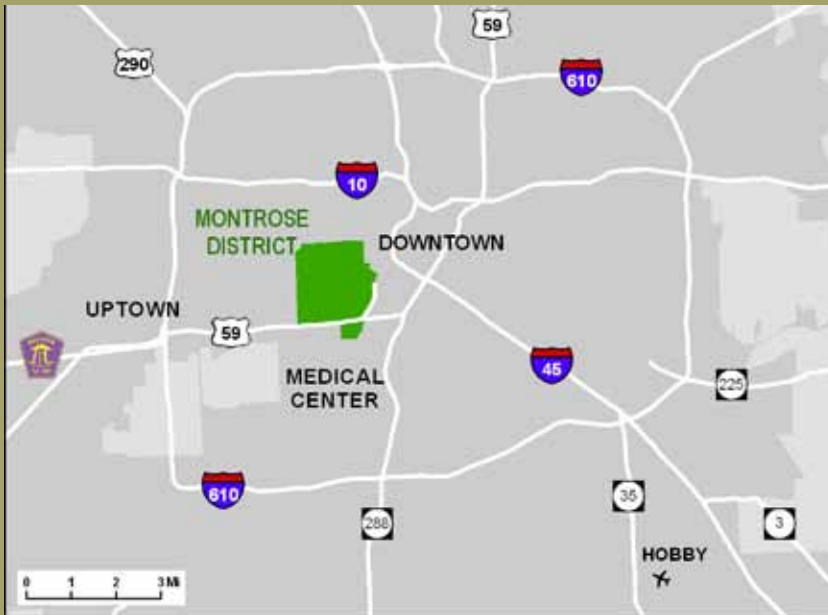 59
290
610
10
MONTROSE
DISTRICT
DOWNTOWN
UPTOWN
59
MEDICAL
CENTER
45
225
610
288
35
3
HOBBY
0 1 2 3 Mi